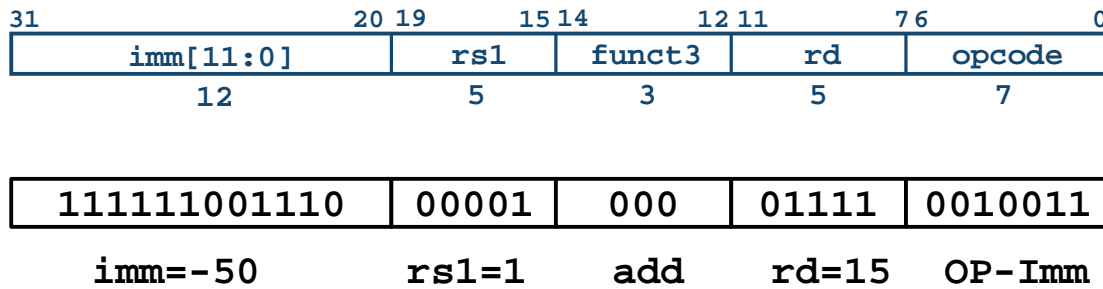 31 20 19 15 14 12 11 7 6 0
imm[11:0] rs1 funct3 rd opcode
12 5 3 5 7
111111001110 00001 000 01111 0010011
imm=-50 rs1=1 add rd=15 OP-Imm